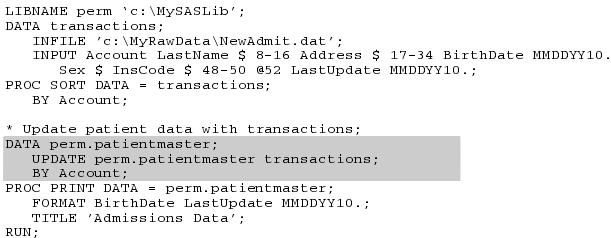 LIBNAME perm ‘c:\MySASLib’;
DATA transactions;
INFILE ‘c:\MyRawData\NewAdmit.dat’;
INPUT Account LastName $ 8-16 Address $ 17-34 BirthDate MMDDYY10.
Sex $ InsCode $ 48-50 @52 LastUpdate MMDDYY10.;
PROC SORT DATA = transactions;
BY Account;
* Update patient data with transactions;
DATA perm.patientmaster;
UPDATE perm.patientmaster transactions;
BY Account;
PROC PRINT DATA = perm.patientmaster;
FORMAT BirthDate LastUpdate MMDDYY10.;
TITLE ‘Admissions Data’;
RUN;